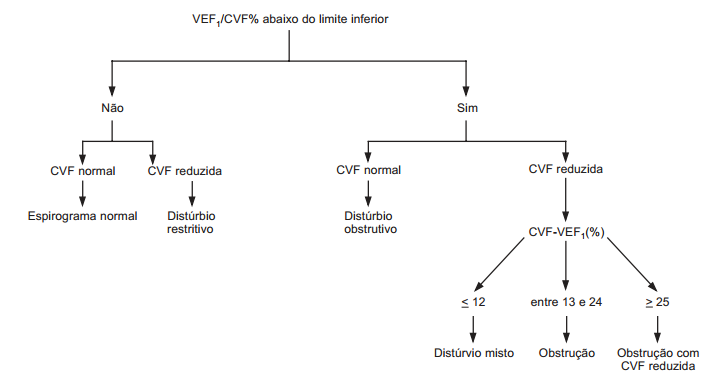 VEF₁/CVF% abaixo do limite inferior
Não
Sim
CVF normal
CVF reduzida
CVF normal
CVF reduzida
Espirograma normal
Distúrbio
restritivo
Distúrbio
obstrutivo
CVF-VEF₁(%)
≤ 12
entre 13 e 24
≥ 25
Distúrvio misto
Obstrução
Obstrução com
CVF reduzida